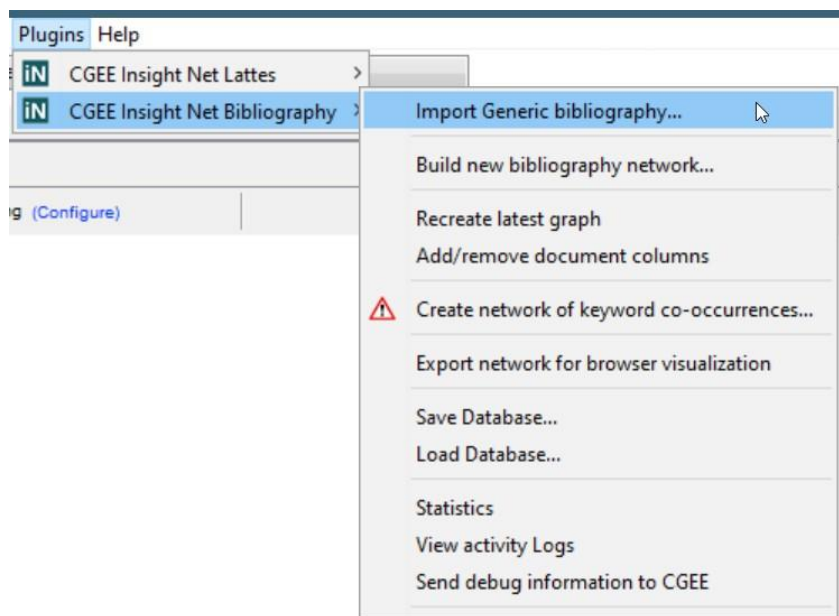 Plugins Help
iN CGEE Insight Net Lattes >
iN CGEE Insight Net Bibliography >
Import Generic bibliography...
Build new bibliography network...
g (Configure)
Recreate latest graph
Add/remove document columns
Create network of keyword co-occurrences...
Export network for browser visualization
Save Database...
Load Database...
Statistics
View activity Logs
Send debug information to CGEE